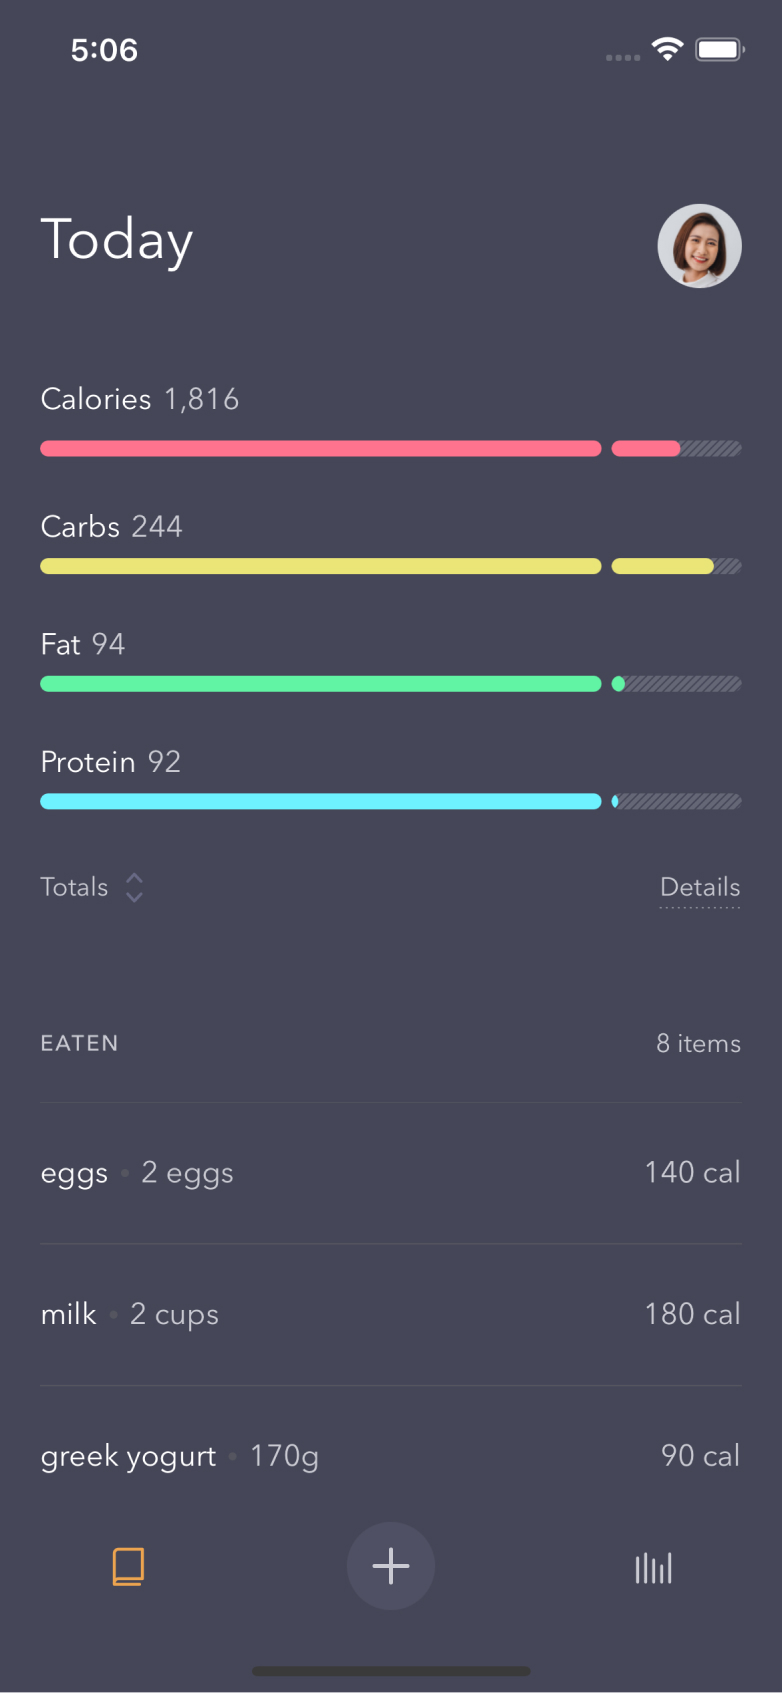 5:06
Today
Calories 1,816
Carbs 244
Fat 94
Protein 92
Totals Details
EATEN 8 items
eggs • 2 eggs 140 cal
milk • 2 cups 180 cal
greek yogurt • 170g 90 cal